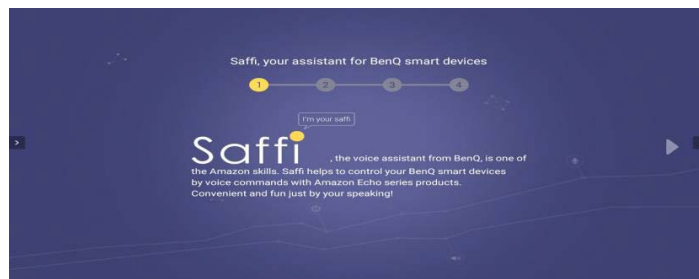 Saffi, your assistant for BenQ smart devices
1 2 3 4
I'm your saffi
Saffi , the voice assistant from BenQ, is one of
the Amazon skills. Saffi helps to control your BenQ smart devices
by voice commands with Amazon Echo series products.
Convenient and fun just by your speaking!